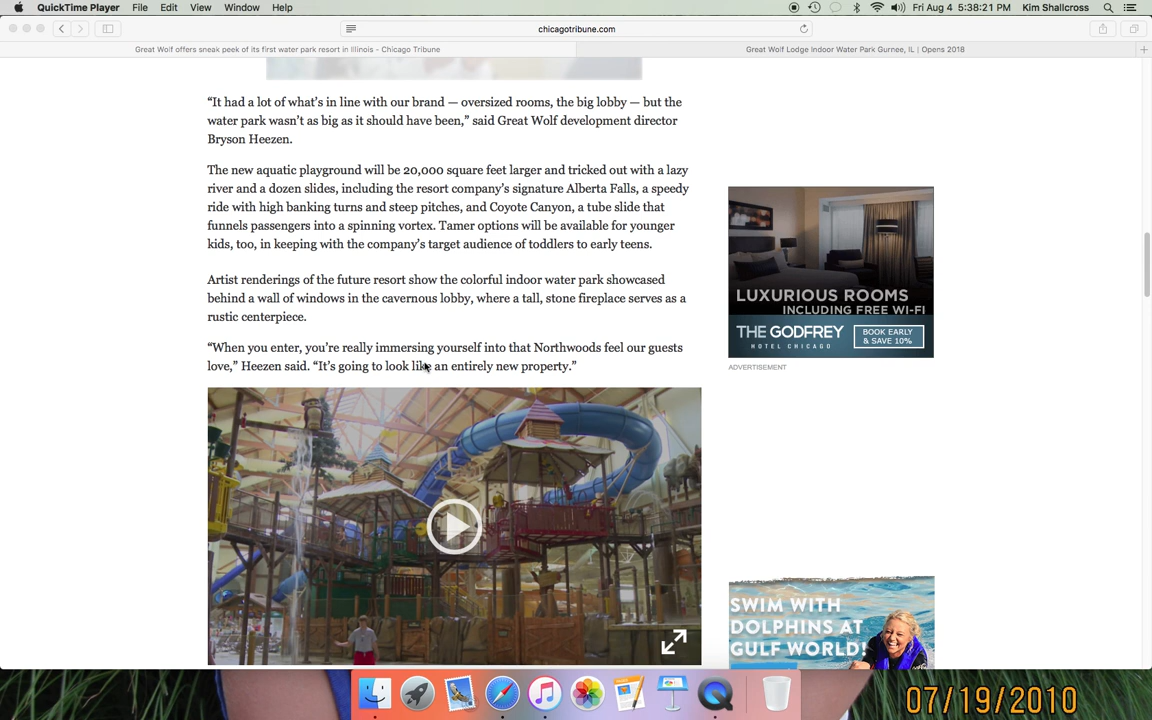 QuickTime Player File Edit View Window Help Fri Aug 4 5:38:21 PM Kim Shallcross
chicagotribune.com
Great Wolf offers sneak peek of its first water park resort in Illinois - Chicago Tribune
Great Wolf Lodge Indoor Water Park Gurnee, IL | Opens 2018
“It had a lot of what’s in line with our brand — oversized rooms, the big lobby — but the
water park wasn’t as big as it should have been,” said Great Wolf development director
Bryson Heezen.
The new aquatic playground will be 20,000 square feet larger and tricked out with a lazy
river and a dozen slides, including the resort company’s signature Alberta Falls, a speedy
ride with high banking turns and steep pitches, and Coyote Canyon, a tube slide that
funnels passengers into a spinning vortex. Tamer options will be available for younger
kids, too, in keeping with the company’s target audience of toddlers to early teens.
Artist renderings of the future resort show the colorful indoor water park showcased
behind a wall of windows in the cavernous lobby, where a tall, stone fireplace serves as a
rustic centerpiece.
“When you enter, you’re really immersing yourself into that Northwoods feel our guests
love,” Heezen said. “It’s going to look like an entirely new property.”
LUXURIOUS ROOMS
INCLUDING FREE WI-FI
THE GODFREY
HOTEL CHICAGO
BOOK EARLY
& SAVE 10%
ADVERTISEMENT
SWIM WITH
DOLPHINS AT
GULF WORLD!
07/19/2010